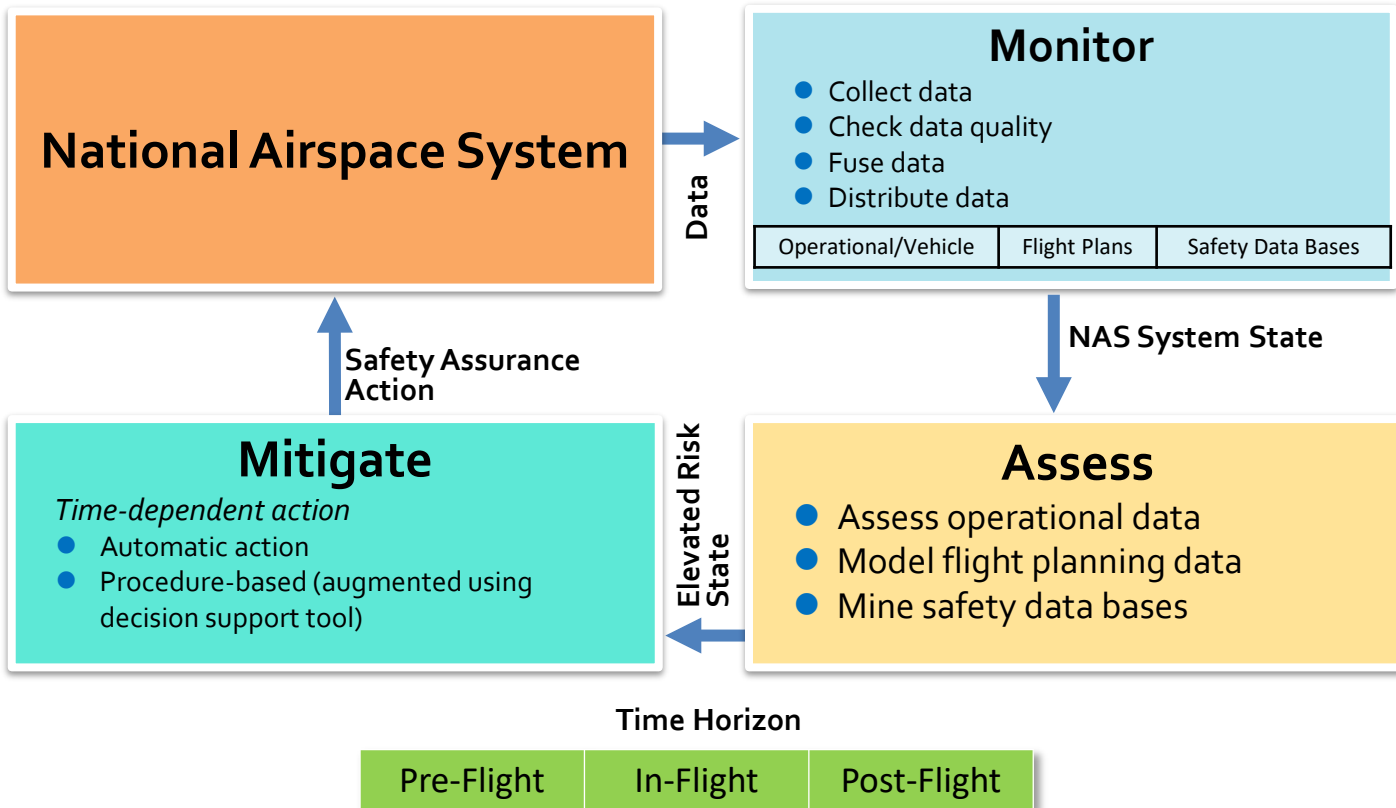 National Airspace System
Data
Monitor
Collect data
Check data quality
Fuse data
Distribute data
Operational/Vehicle
Flight Plans
Safety Data Bases
NAS System State
Safety Assurance
Action
Mitigate
Time-dependent action
Automatic action
Procedure-based (augmented using
decision support tool)
Elevated Risk
State
Assess
Assess operational data
Model flight planning data
Mine safety data bases
Time Horizon
Pre-Flight
In-Flight
Post-Flight